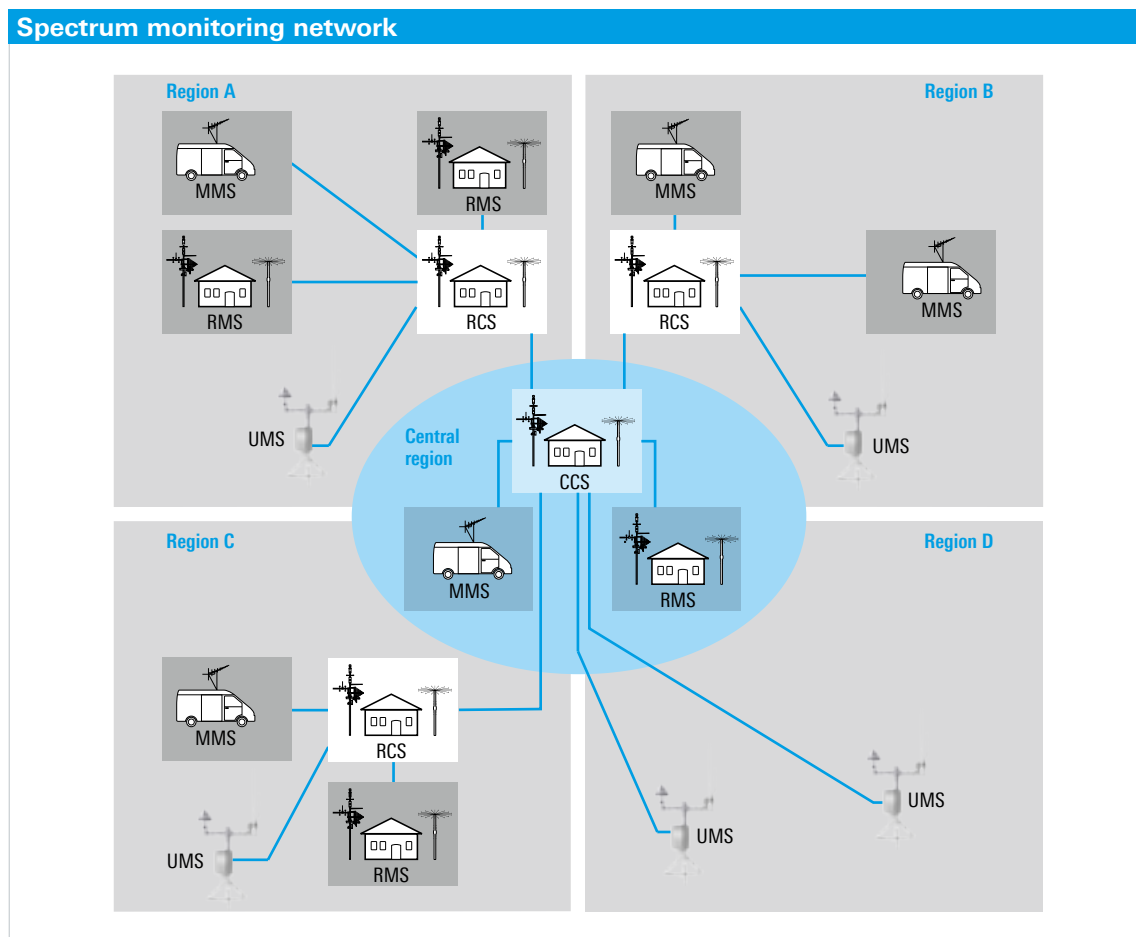 Spectrum monitoring network
Region A
Region B
MMS
RMS
MMS
RMS
RCS
RCS
MMS
UMS
UMS
Central
region
CCS
MMS
RMS
Region C
Region D
MMS
RCS
UMS
RMS
UMS
UMS